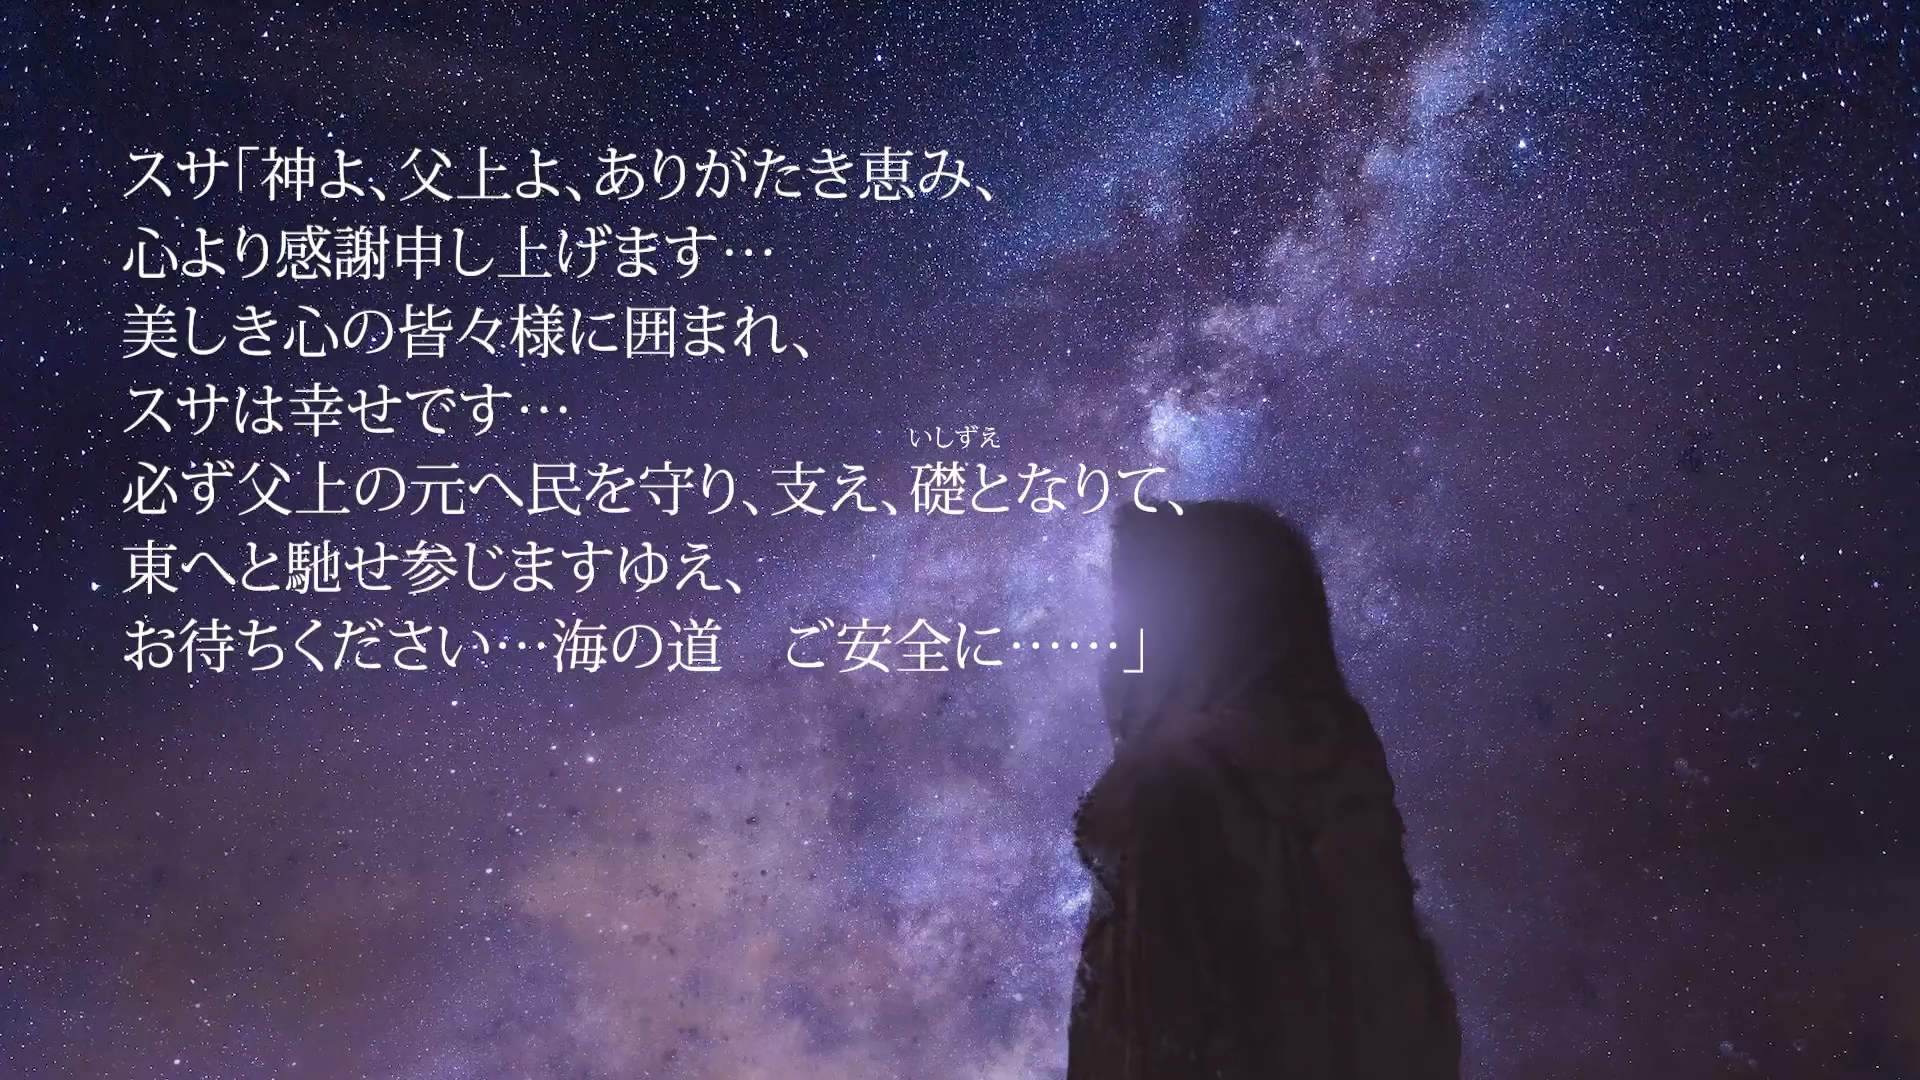 スサ「神よ、父上よ、ありがたき恵み、
心より感謝申し上げます…
美しき心の皆々様に囲まれ、
スサは幸せです…
いしずえ
必ず父上の元へ民を守り、支え、礎となりて、
東へと馳せ参じますゆえ、
お待ちください…海の道　ご安全に……」